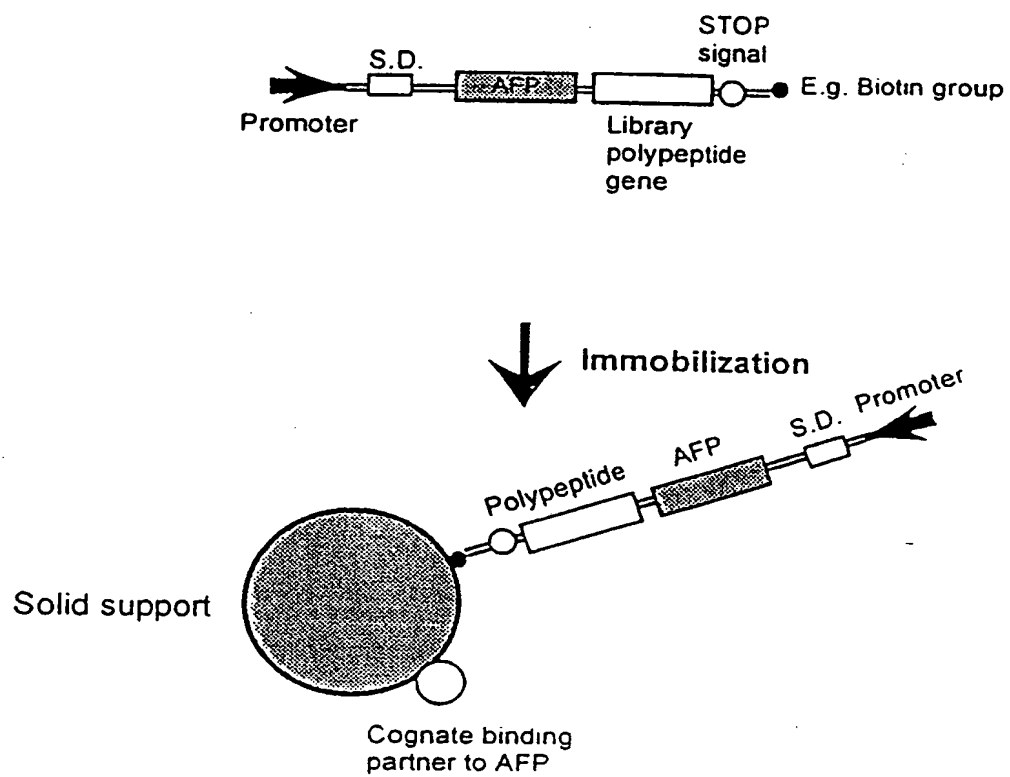 STOP
signal
S.D.
AFP
E.g. Biotin group
Promoter
Library
polypeptide
gene
Immobilization
Promoter
S.D.
AFP
Polypeptide
Solid support
Cognate binding
partner to AFP